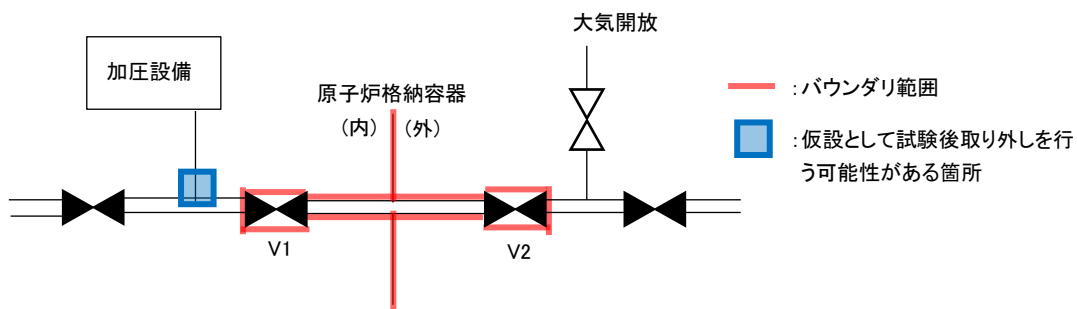 大気開放
加圧設備
原子炉格納容器
（内）（外）
：バウンダリ範囲
：仮設として試験後取り外しを行
う可能性がある箇所
V1
V2